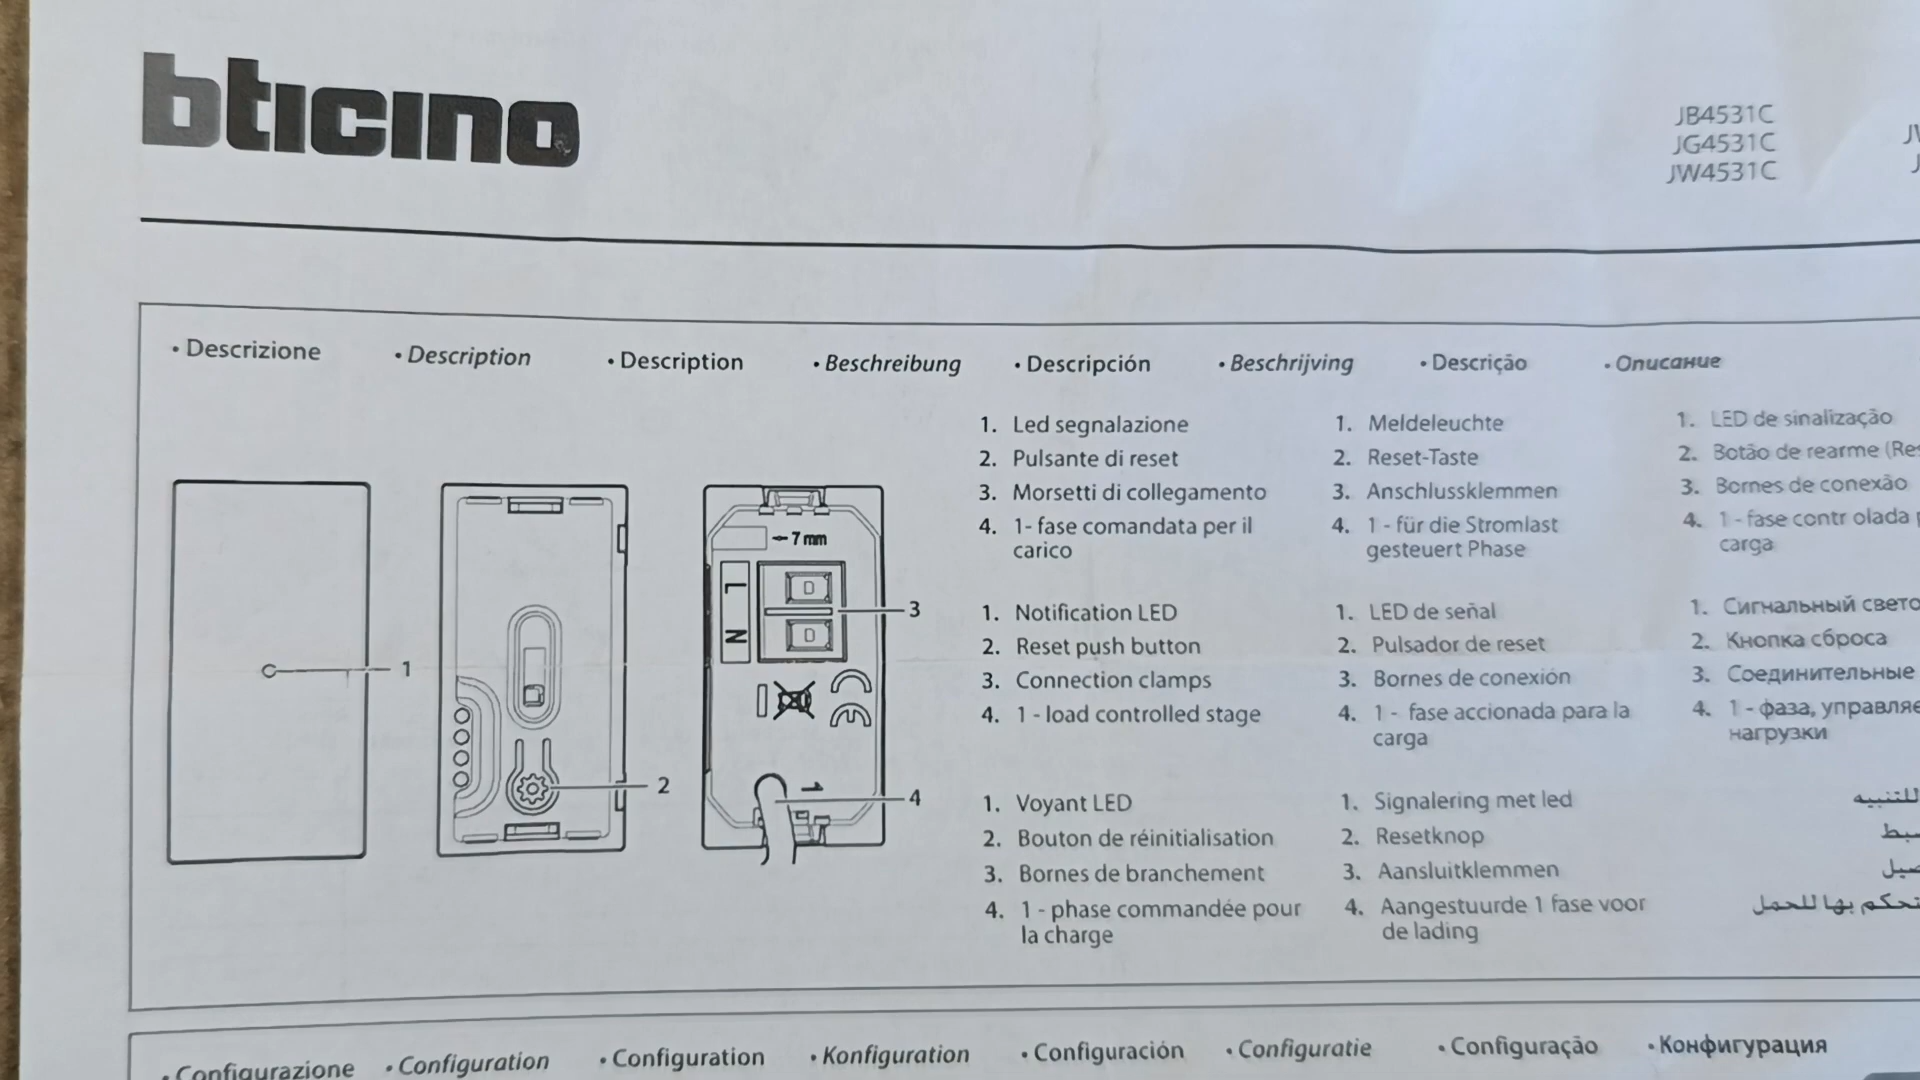 bticino
JB4531C
JG4531C
JW4531C
• Descrizione • Description • Description • Beschreibung • Descripción • Beschrijving • Descrição • Описание
1
2
7 mm
L
N
D
D
3
CE
1
4
1. Led segnalazione
2. Pulsante di reset
3. Morsetti di collegamento
4. 1- fase comandata per il
carico
1. Notification LED
2. Reset push button
3. Connection clamps
4. 1 - load controlled stage
1. Voyant LED
2. Bouton de réinitialisation
3. Bornes de branchement
4. 1 - phase commandée pour
la charge
1. Meldeleuchte
2. Reset-Taste
3. Anschlussklemmen
4. 1 - für die Stromlast
gesteuert Phase
1. LED de señal
2. Pulsador de reset
3. Bornes de conexión
4. 1 - fase accionada para la
carga
1. Signalering met led
2. Resetknop
3. Aansluitklemmen
4. Aangestuurde 1 fase voor
de lading
1. LED de sinalização
2. Botão de rearme
3. Bornes de conexão
4. 1 - fase contr olada
carga
1. Сигнальный
2. Кнопка сброса
3. Соединительные
4. 1 - фаза,
нагрузки
للتنبيه
بها للحمل
• Configurazione • Configuration • Configuration • Konfiguration • Configuración • Configuratie • Configuração • Конфигурация